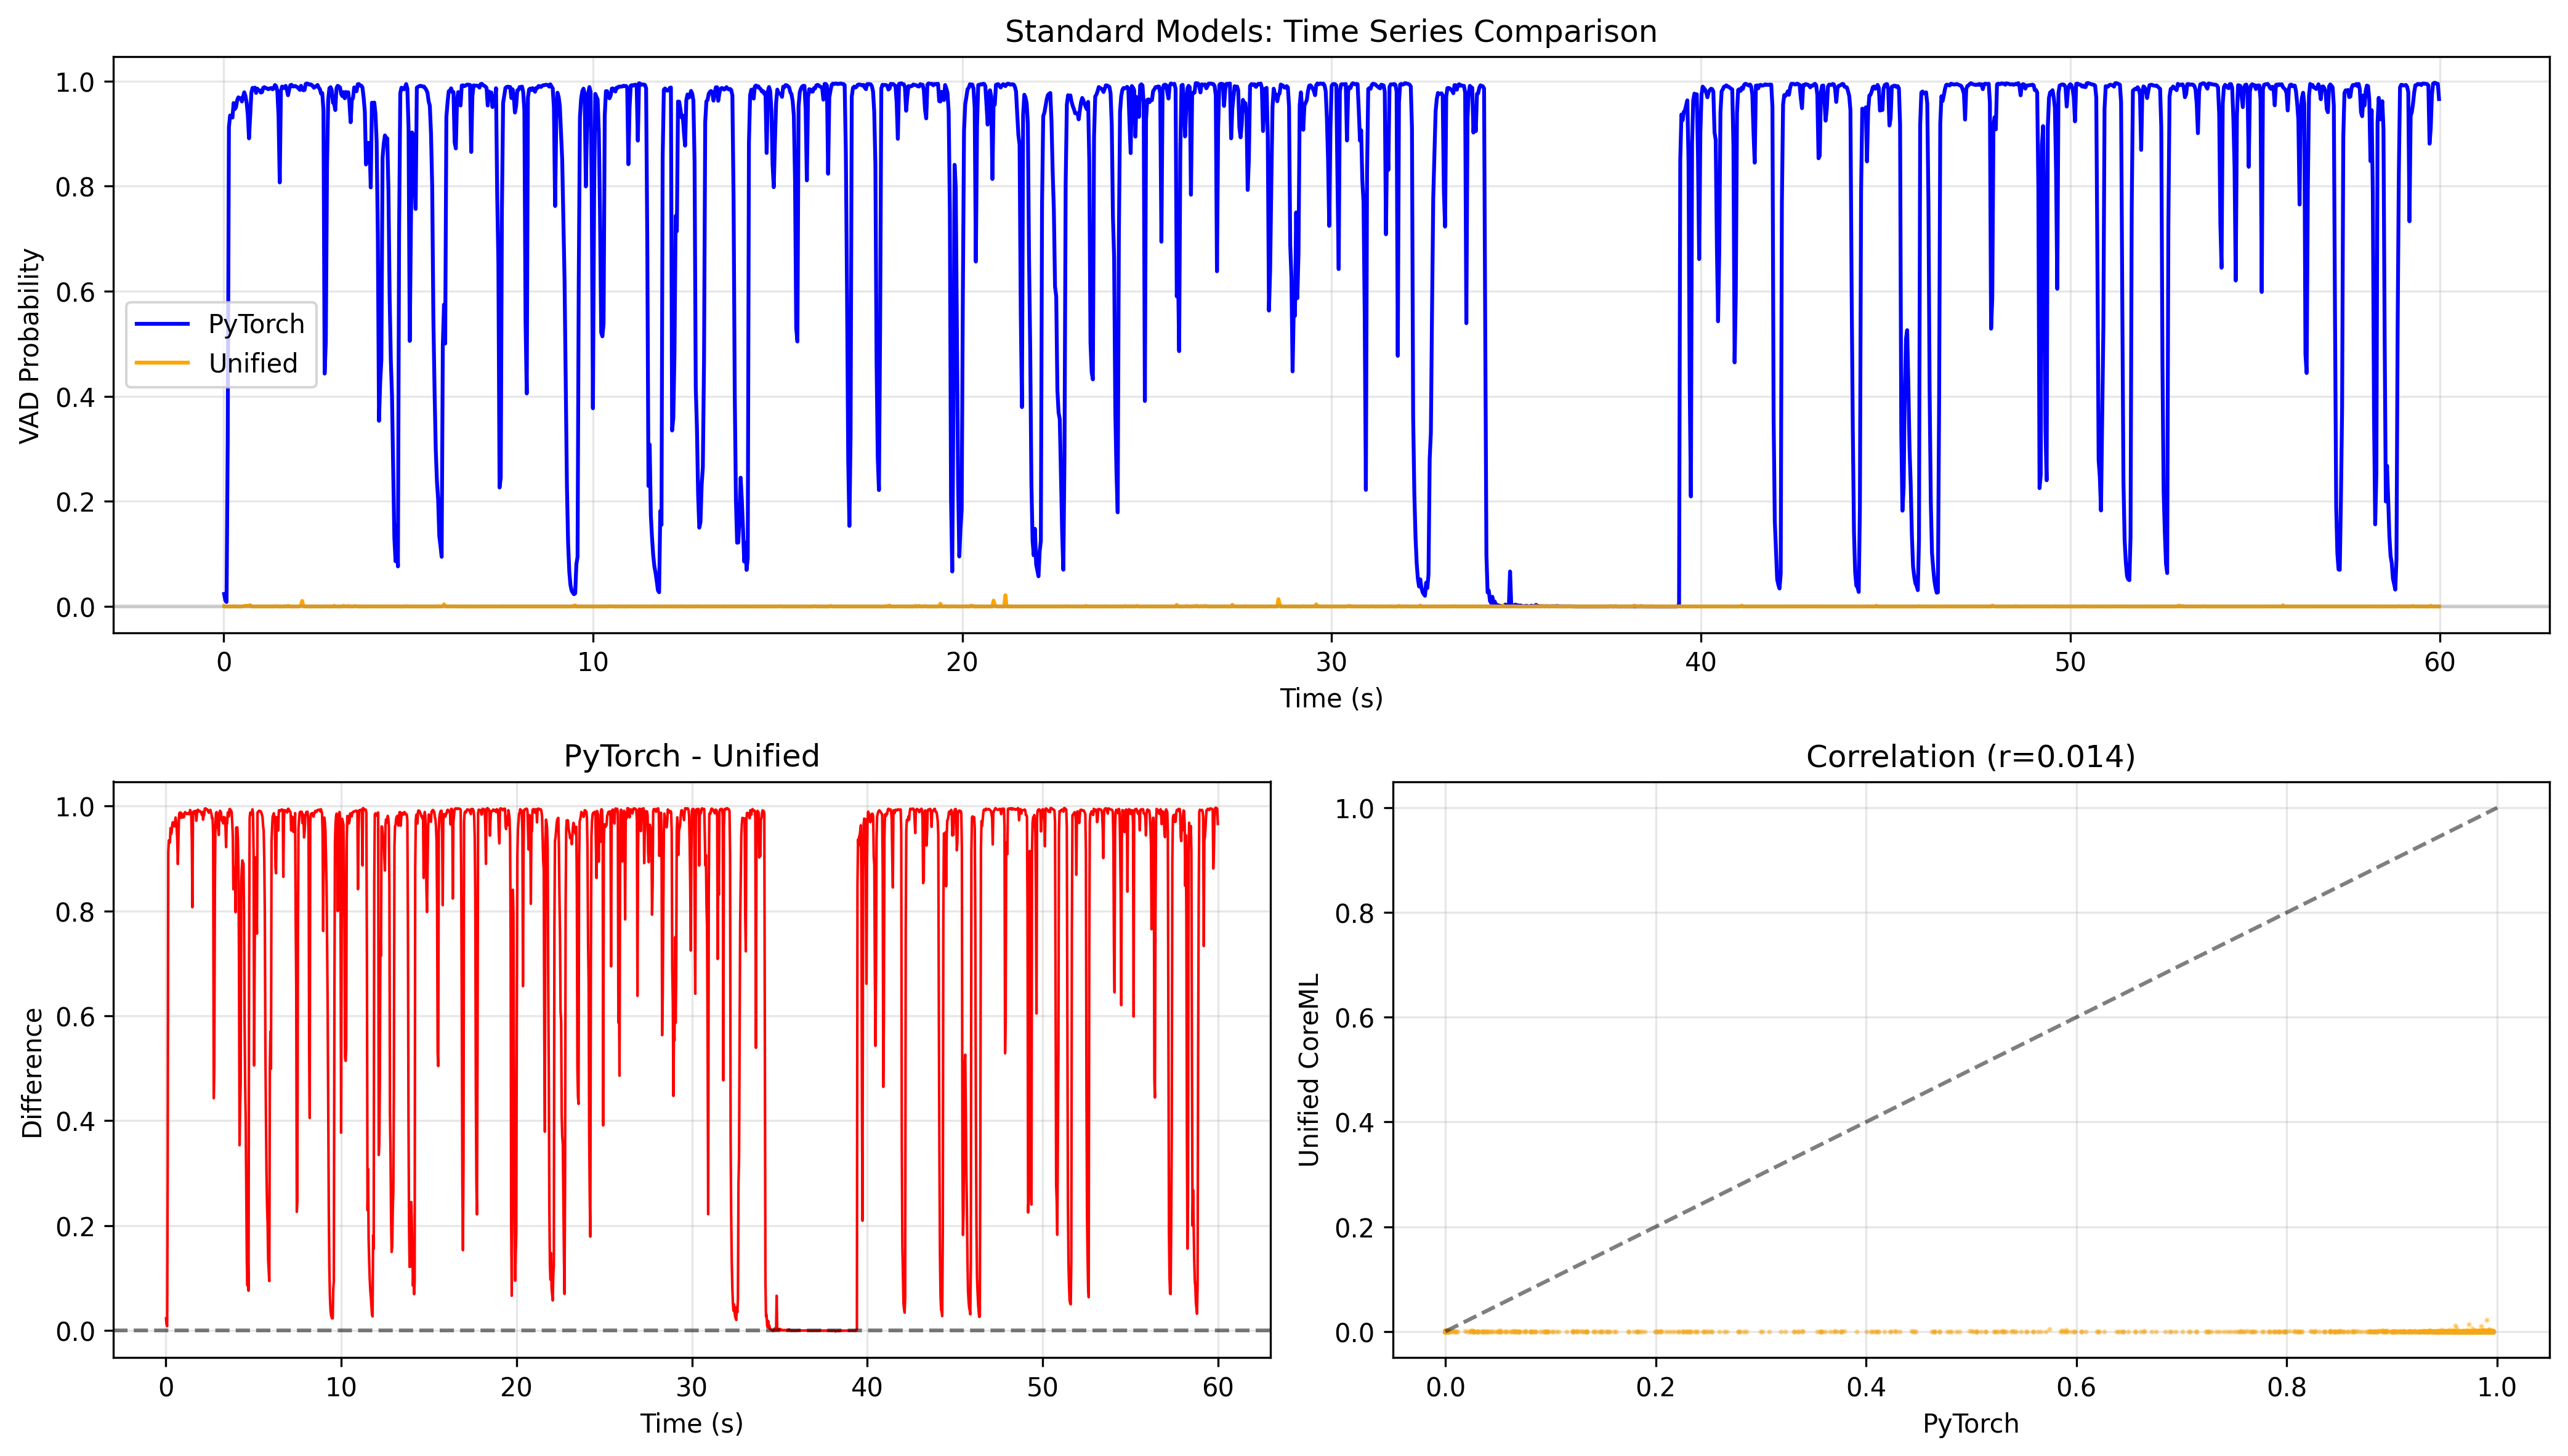 Standard Models: Time Series Comparison
VAD Probability
1.0
0.8
0.6
0.4
0.2
0.0
PyTorch
Unified
0 10 20 30 40 50 60
Time (s)
PyTorch - Unified
Difference
1.0
0.8
0.6
0.4
0.2
0.0
0 10 20 30 40 50 60
Time (s)
Correlation (r=0.014)
Unified CoreML
1.0
0.8
0.6
0.4
0.2
0.0
0.0 0.2 0.4 0.6 0.8 1.0
PyTorch